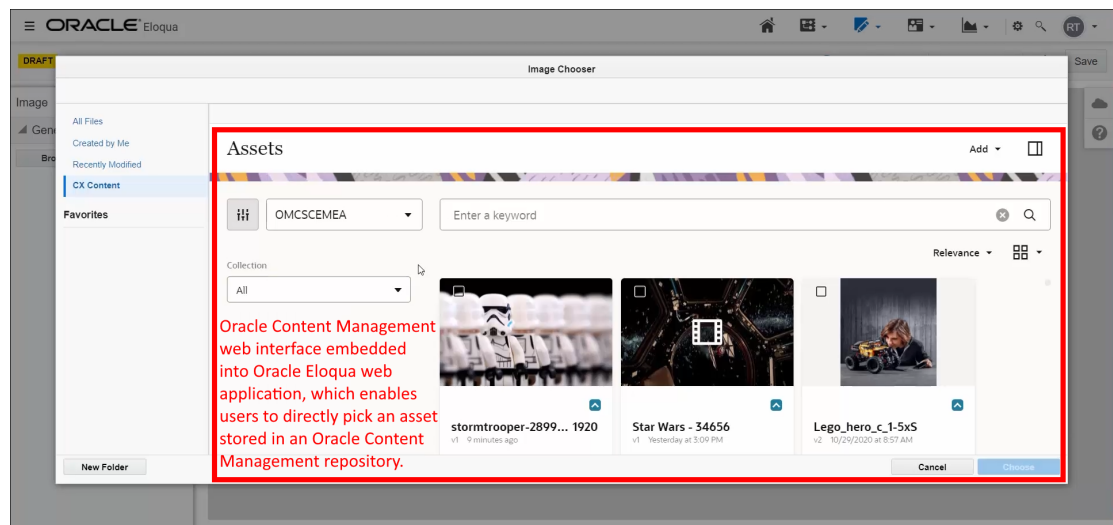 ORACLE Eloqua
RT
DRAFT
Save
Image Chooser
Image
All Files
Created by Me
Recently Modified
CX Content
Favorites
Assets
Add
OMCSCEMEA
Enter a keyword
Relevance
Collection
All
Oracle Content Management
web interface embedded
into Oracle Eloqua web
application, which enables
users to directly pick an asset
stored in an Oracle Content
Management repository.
stormtrooper-2899... 1920
v1 9 minutes ago
Star Wars - 34656
v1 Yesterday at 3:09 PM
Lego_hero_c_1-5xS
v2 10/29/2020 at 8:57 AM
New Folder
Cancel
Choose